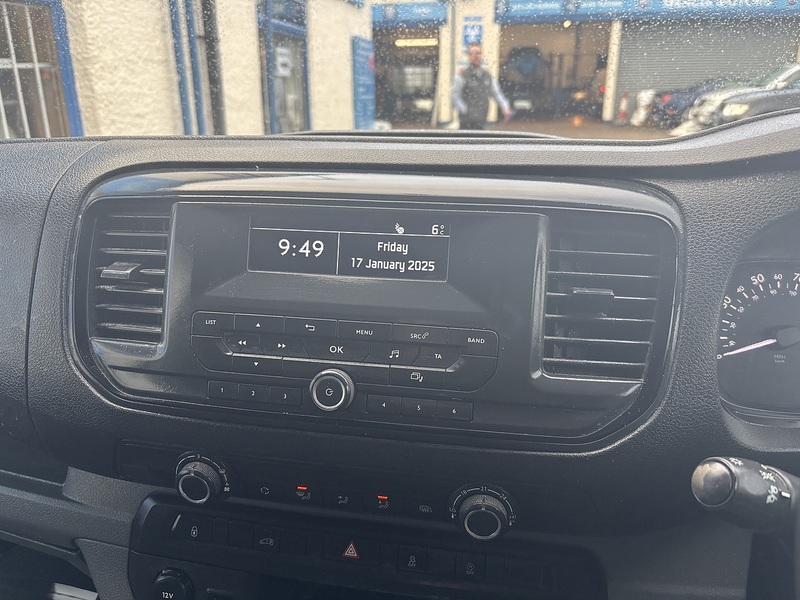 6°C
9:49
Friday
17 January 2025
LIST
MENU
SRC
BAND
OK
TA
1
2
3
4
5
6
50
70
12V